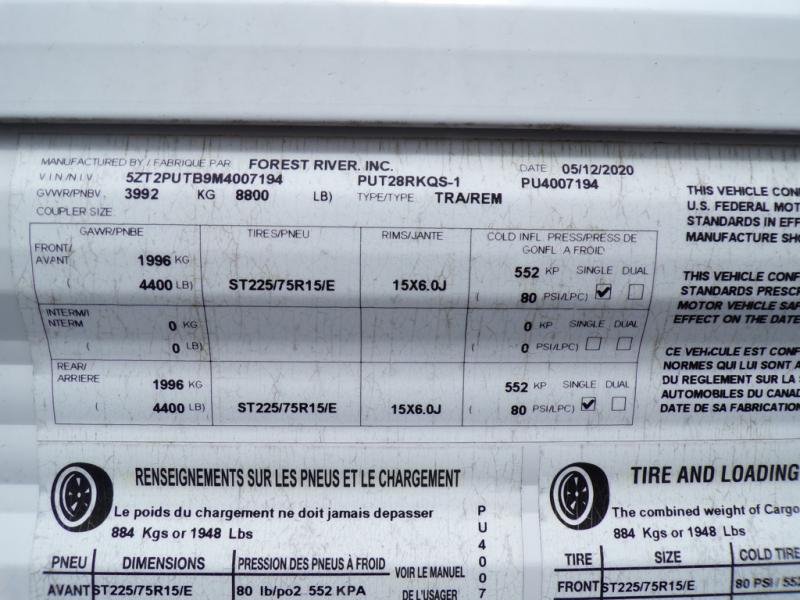 MANUFACTURED BY / FABRIQUE PAR FOREST RIVER, INC. DATE 05/12/2020
VIN/NIV 5ZT2PUTB9M4007194 PUT28RKQS-1 PU4007194
GVWR/PNBV 3992 KG 8800 LB) TYPE/TYPE TRA/REM
COUPLER SIZE
GAWR/PNBE TIRES/PNEU RIMS/JANTE COLD INFL. PRESS/PRESS DE
GONFL. A FROID
FRONT/
AVANT 1996 KG 552 KP SINGLE DUAL
( 4400 LB) ST225/75R15/E 15X6.0J ( 80 PSI/LPC)
INTERM/I
NTERM 0 KG 0 KP SINGLE DUAL
( 0 LB) ( 0 PSI/LPC)
REAR/
ARRIERE 1996 KG 552 KP SINGLE DUAL
( 4400 LB) ST225/75R15/E 15X6.0J ( 80 PSI/LPC)
THIS VEHICLE CONF
U.S. FEDERAL MOT
STANDARDS IN EFF
MANUFACTURE SHO
THIS VEHICLE CONF
STANDARDS PRESC
MOTOR VEHICLE SAF
EFFECT ON THE DATE
CE VEHICULE EST CONF
NORMES QUI LUI SONT A
DU REGLEMENT SUR LA
AUTOMOBILES DU CANAD
DATE DE SA FABRICATION
RENSEIGNEMENTS SUR LES PNEUS ET LE CHARGEMENT
Le poids du chargement ne doit jamais depasser
884 Kgs or 1948 Lbs
PNEU DIMENSIONS PRESSION DES PNEUS À FROID VOIR LE MANUEL
AVANT ST225/75R15/E 80 lb/po2 552 KPA DE L'USAGER
PU4007
TIRE AND LOADING
The combined weight of Cargo
884 Kgs or 1948 Lbs
TIRE SIZE COLD TIRE
FRONT ST225/75R15/E 80 PSI / 552